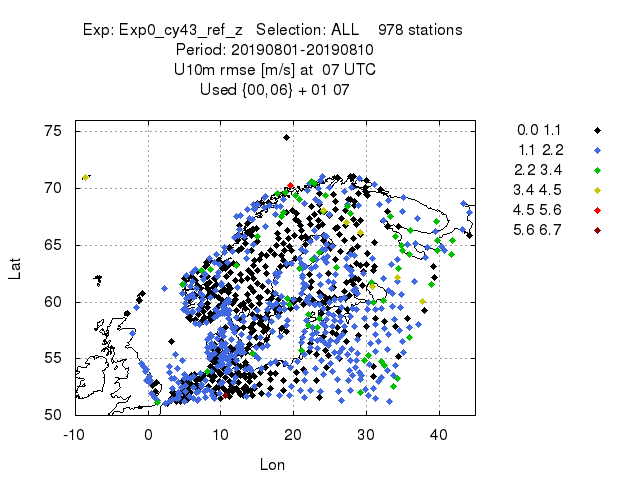 Exp: Exp0_cy43_ref_z Selection: ALL 978 stations
Period: 20190801-20190810
U10m rmse [m/s] at 07 UTC
Used {00,06} + 01 07
75
70
65
60
55
50
-10 0 10 20 30 40
Lat
Lon
0.0 1.1
1.1 2.2
2.2 3.4
3.4 4.5
4.5 5.6
5.6 6.7